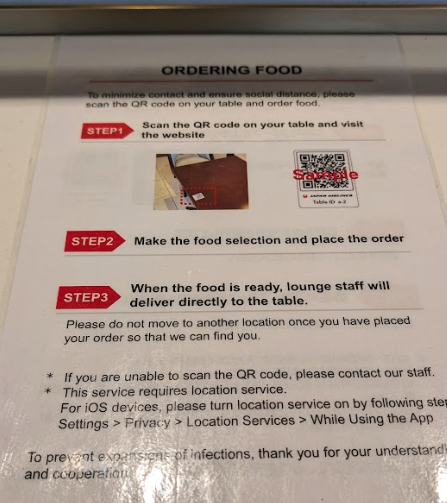 ORDERING FOOD
To minimize contact and ensure social distance, please
scan the QR code on your table and order food.
STEP1
Scan the QR code on your table and visit
the website
Sample
JAPAN AIRLINES
Table ID a-2
STEP2
Make the food selection and place the order
STEP3
When the food is ready, lounge staff will
deliver directly to the table.
Please do not move to another location once you have placed
your order so that we can find you.
* If you are unable to scan the QR code, please contact our staff.
* This service requires location service.
For iOS devices, please turn location service on by following ste
Settings > Privacy > Location Services > While Using the App
To prevent expansions of infections, thank you for your understandi
and cooperation